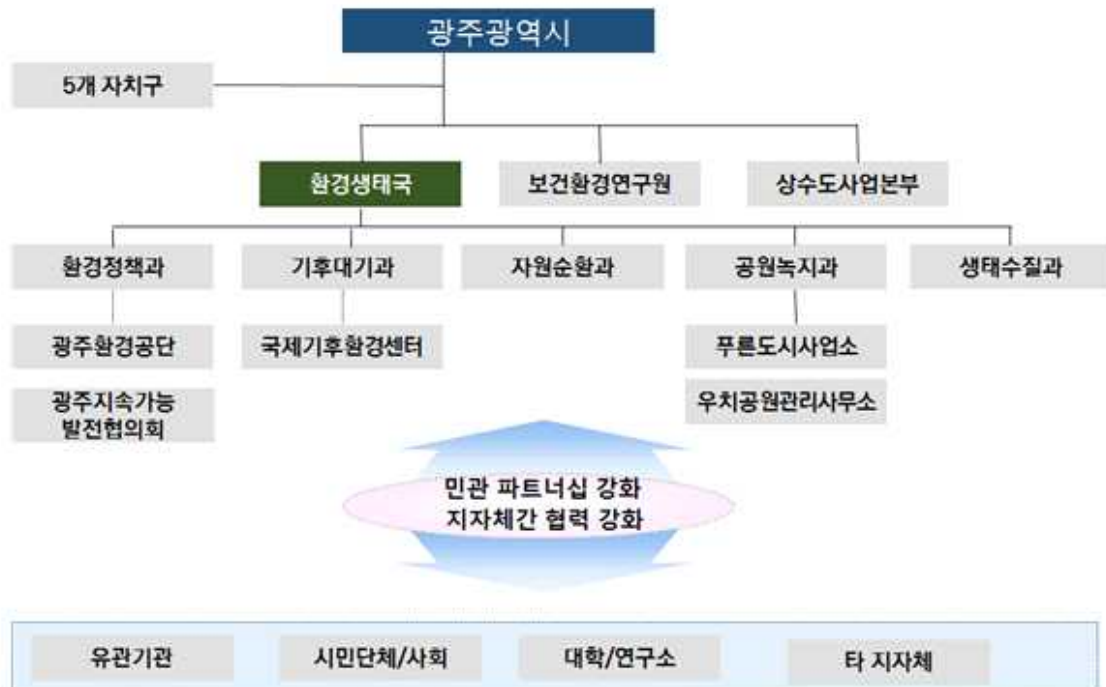 광주광역시
5개 자치구
환경생태국
보건환경연구원
상수도사업본부
환경정책과
기후대기과
자원순환과
공원녹지과
생태수질과
광주환경공단
국제기후환경센터
푸른도시사업소
광주지속가능
발전협의회
우치공원관리사무소
민관 파트너십 강화
지자체간 협력 강화
유관기관
시민단체/사회
대학/연구소
타 지자체